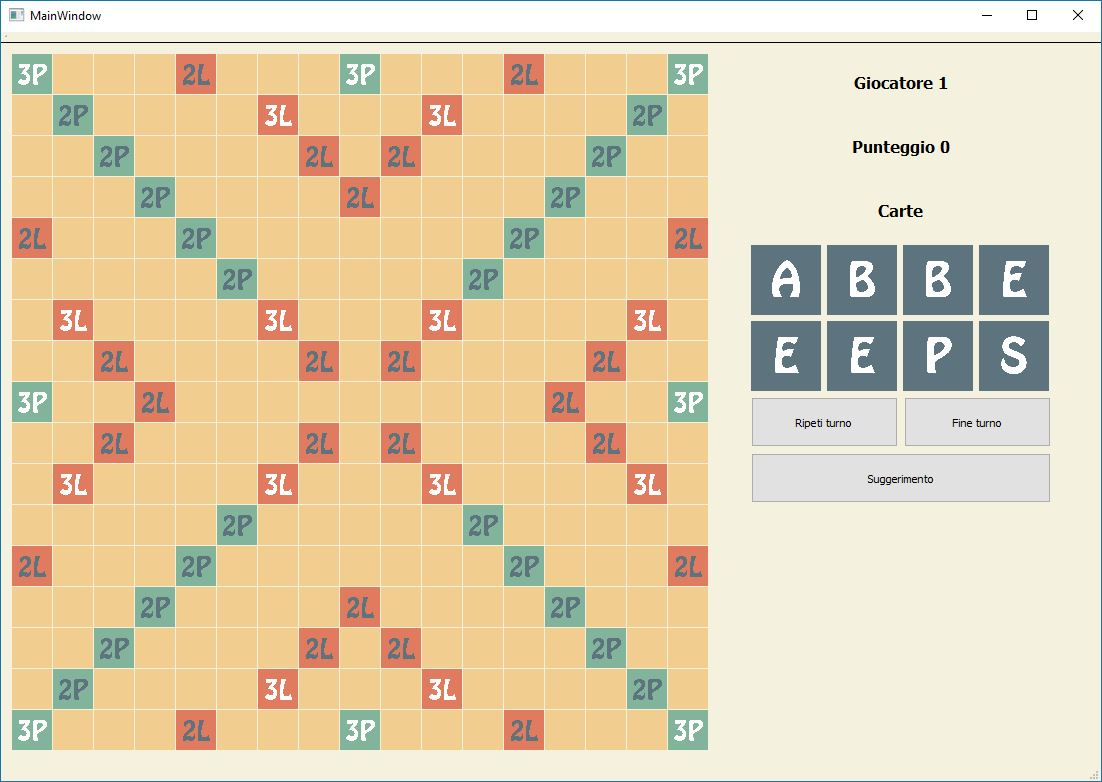 MainWindow
3P 2L 3P 2L 3P
2P 3L 3L 2P
2P 2L 2L 2P
2P 2L 2P
2L 2P 2P 2L
2P 2P
3L 3L 3L 3L
2L 2L 2L 2L
3P 2L 2L 3P
2L 2L 2L 2L
3L 3L 3L 3L
2P 2P
2L 2P 2P 2L
2P 2L 2P
2P 2L 2L 2P
2P 3L 3L 2P
3P 2L 3P 2L 3P
Giocatore 1
Punteggio 0
Carte
A B B E
E E P S
Ripeti turno Fine turno
Suggerimento